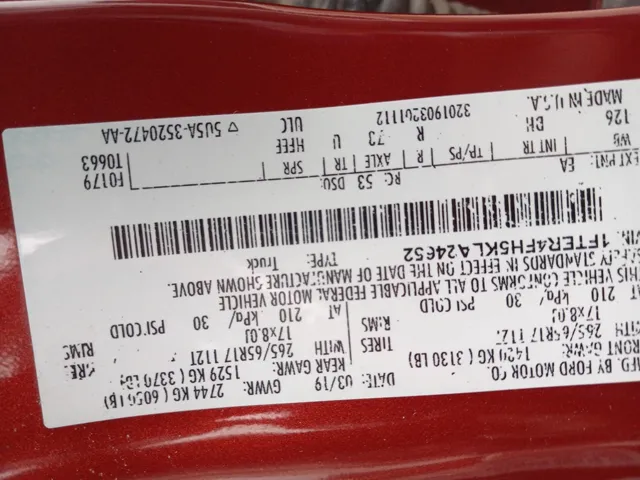 MFG. BY FORD MOTOR CO.
DATE: 03/19 GVWR: 2744 KG ( 6050 LB)
FRONT GAWR: REAR GAWR:
1420 KG ( 3130 LB) 1529 KG ( 3370 LB)
265/65R17 112T TIRES WITH 265/65R17 112T
17x8.0J RIMS 17x8.0J RIMS
AT 210 kPa/ 30 PSI COLD AT 210 kPa/ 30 PSI COLD
THIS VEHICLE CONFORMS TO ALL APPLICABLE FEDERAL MOTOR VEHICLE
SAFETY STANDARDS IN EFFECT ON THE DATE OF MANUFACTURE SHOWN ABOVE.
VIN: 1FTER4FH5KLA24652 TYPE: Truck
EXT PNT: EA RC: 53 DSO: F0179
WB INT TR TP/PS R AXLE TR SPR T0663
126 BH R 73 U HFEE
3201903201112 ULC
MADE IN U.S.A. ▽ 5U5A-3520472-AA